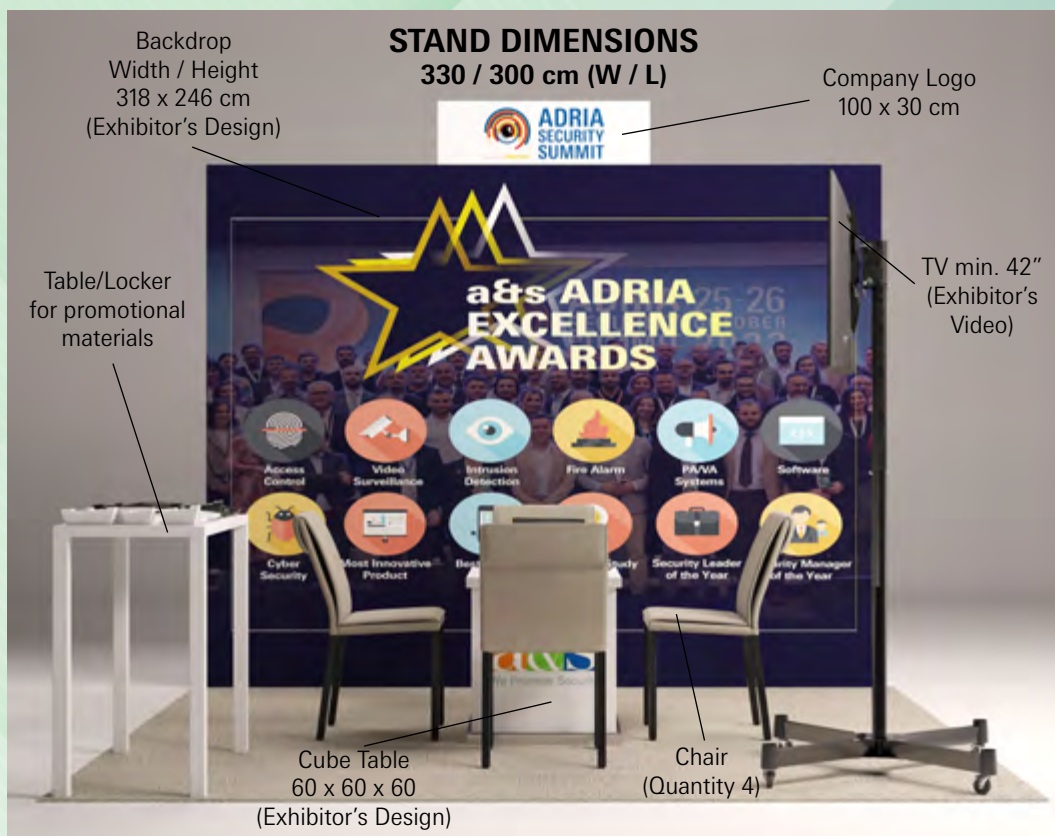 STAND DIMENSIONS
330 / 300 cm (W / L)
Backdrop
Width / Height
318 x 246 cm
(Exhibitor's Design)
Company Logo
100 x 30 cm
ADRIA
SECURITY
SUMMIT
Table/Locker
for promotional
materials
TV min. 42"
(Exhibitor's
Video)
a&s ADRIA
EXCELLENCE
AWARDS
25-26
Access
Control
Video
Surveillance
Intrusion
Detection
Fire Alarm
PA/VA
Systems
Software
Cyber
Security
Most Innovative
Product
Security Leader
of the Year
Manager
of the Year
a&s
Cube Table
60 x 60 x 60
(Exhibitor's Design)
Chair
(Quantity 4)